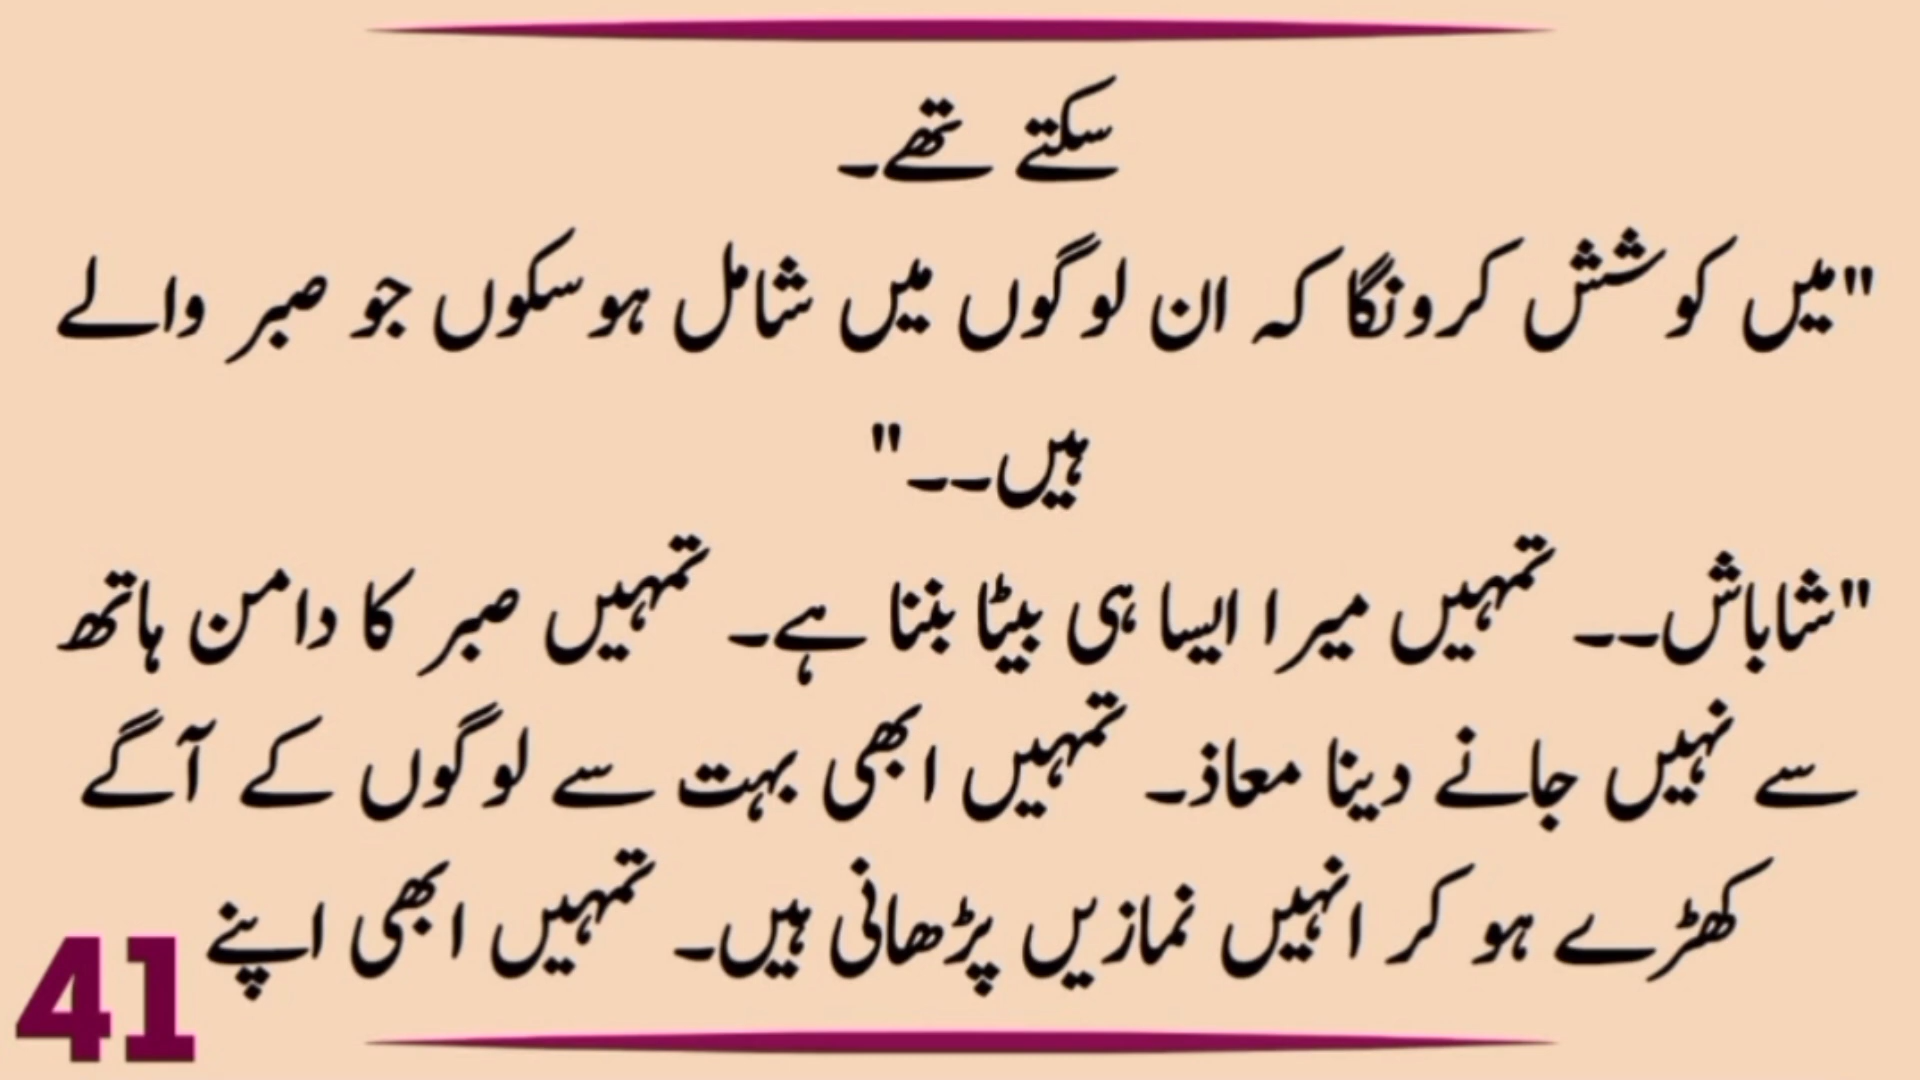 سکتے تھے۔
"میں کوشش کرونگا کہ ان لوگوں میں شامل ہوسکوں جو صبر والے
ہیں۔۔"
"شاباش۔۔ تمہیں میرا ایسا ہی بیٹا بننا ہے۔ تمہیں صبر کا دامن ہاتھ
سے نہیں جانے دینا معاذ۔ تمہیں ابھی بہت سے لوگوں کے آگے
کھڑے ہو کر انہیں نمازیں پڑھانی ہیں۔ تمہیں ابھی اپنے
41